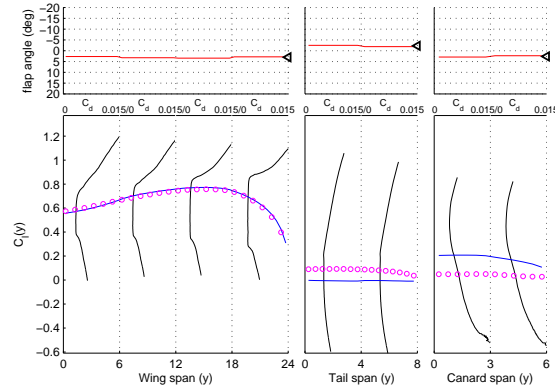 flap angle (deg)
-20
-15
-10
-5
0
5
10
15
20
0 C_d 0.015/0 C_d 0.015/0 C_d 0.015/0 C_d 0.015
0 C_d 0.015/0 C_d 0.015
0 C_d 0.015/0 C_d 0.015
C_l(y)
1.2
1
0.8
0.6
0.4
0.2
0
-0.2
-0.4
-0.6
0 6 12 18 24
0 4 8
0 3 6
Wing span (y)
Tail span (y)
Canard span (y)